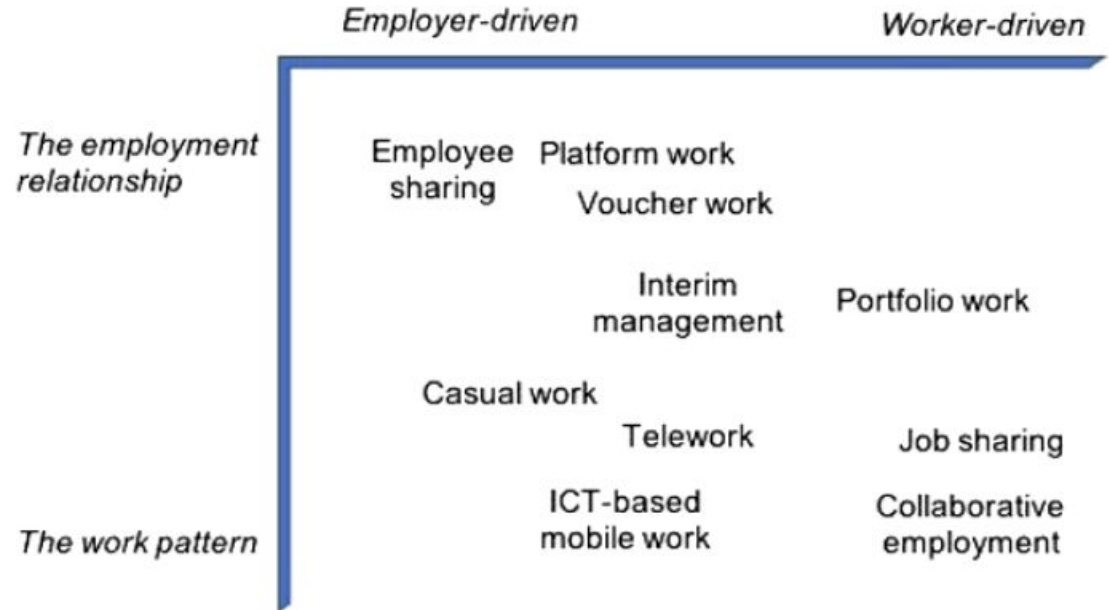 Employer-driven
Worker-driven
The employment
relationship
Employee
sharing
Platform work
Voucher work
Interim
management
Portfolio work
Casual work
Telework
Job sharing
The work pattern
ICT-based
mobile work
Collaborative
employment